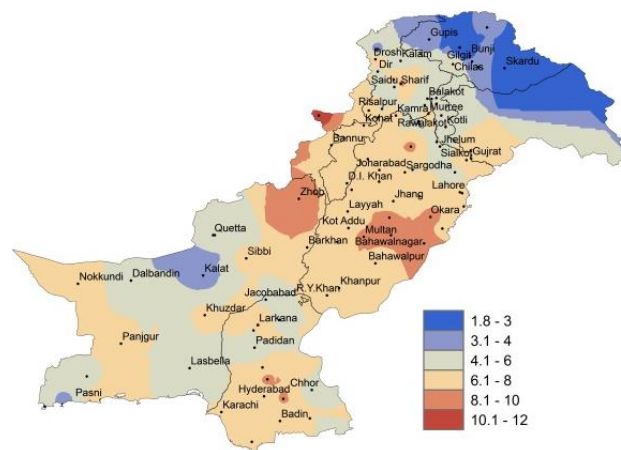 Gupis
Drosh
Kalam
Gilgit
Bunji
Dir
Chilas
Skardu
Saidu Sharif
Balakot
Risalpur
Kamra
Murree
Kohat
Rawalakot
Kotli
Bannu
Jhelum
Sialkot
Gujrat
Joharabad
Sargodha
D.I. Khan
Zhob
Jhang
Lahore
Layyah
Okara
Quetta
Kot Addu
Multan
Barkhan
Bahawalnagar
Sibbi
Bahawalpur
Nokkundi
Dalbandin
Kalat
Khanpur
Jacobabad
R.Y.Khan
Khuzdar
Larkana
Panjgur
Padidan
Lasbella
Pasni
Hyderabad
Chhor
Karachi
Badin
1.8 - 3
3.1 - 4
4.1 - 6
6.1 - 8
8.1 - 10
10.1 - 12